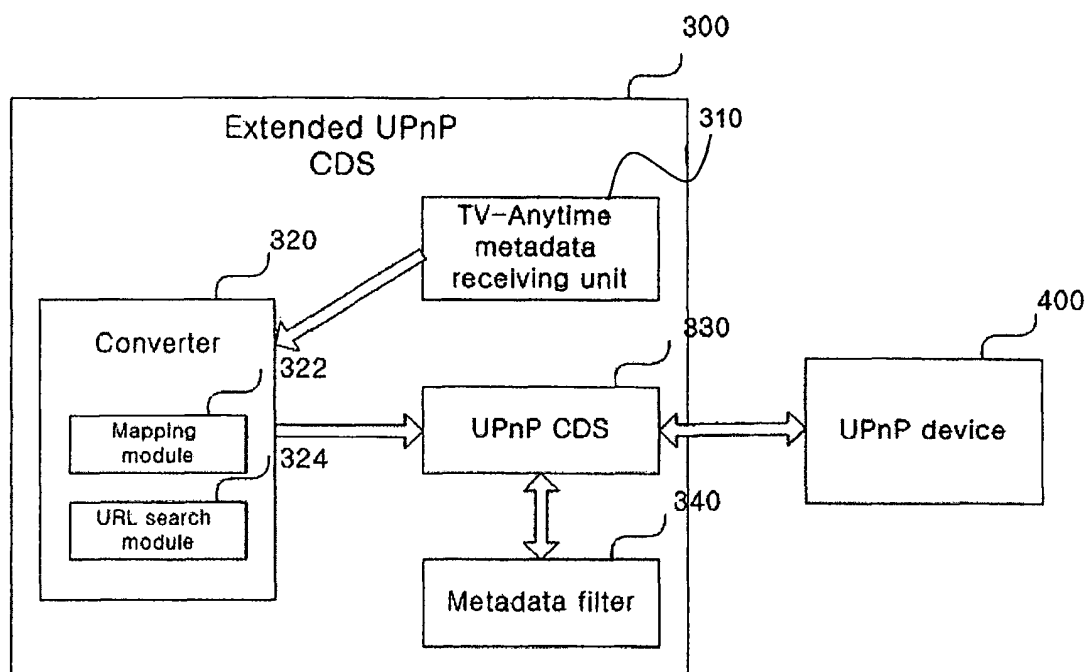 300
Extended UPnP
CDS
310
TV-Anytime
metadata
receiving unit
320
Converter
322
Mapping
module
324
URL search
module
330
UPnP CDS
340
Metadata filter
400
UPnP device